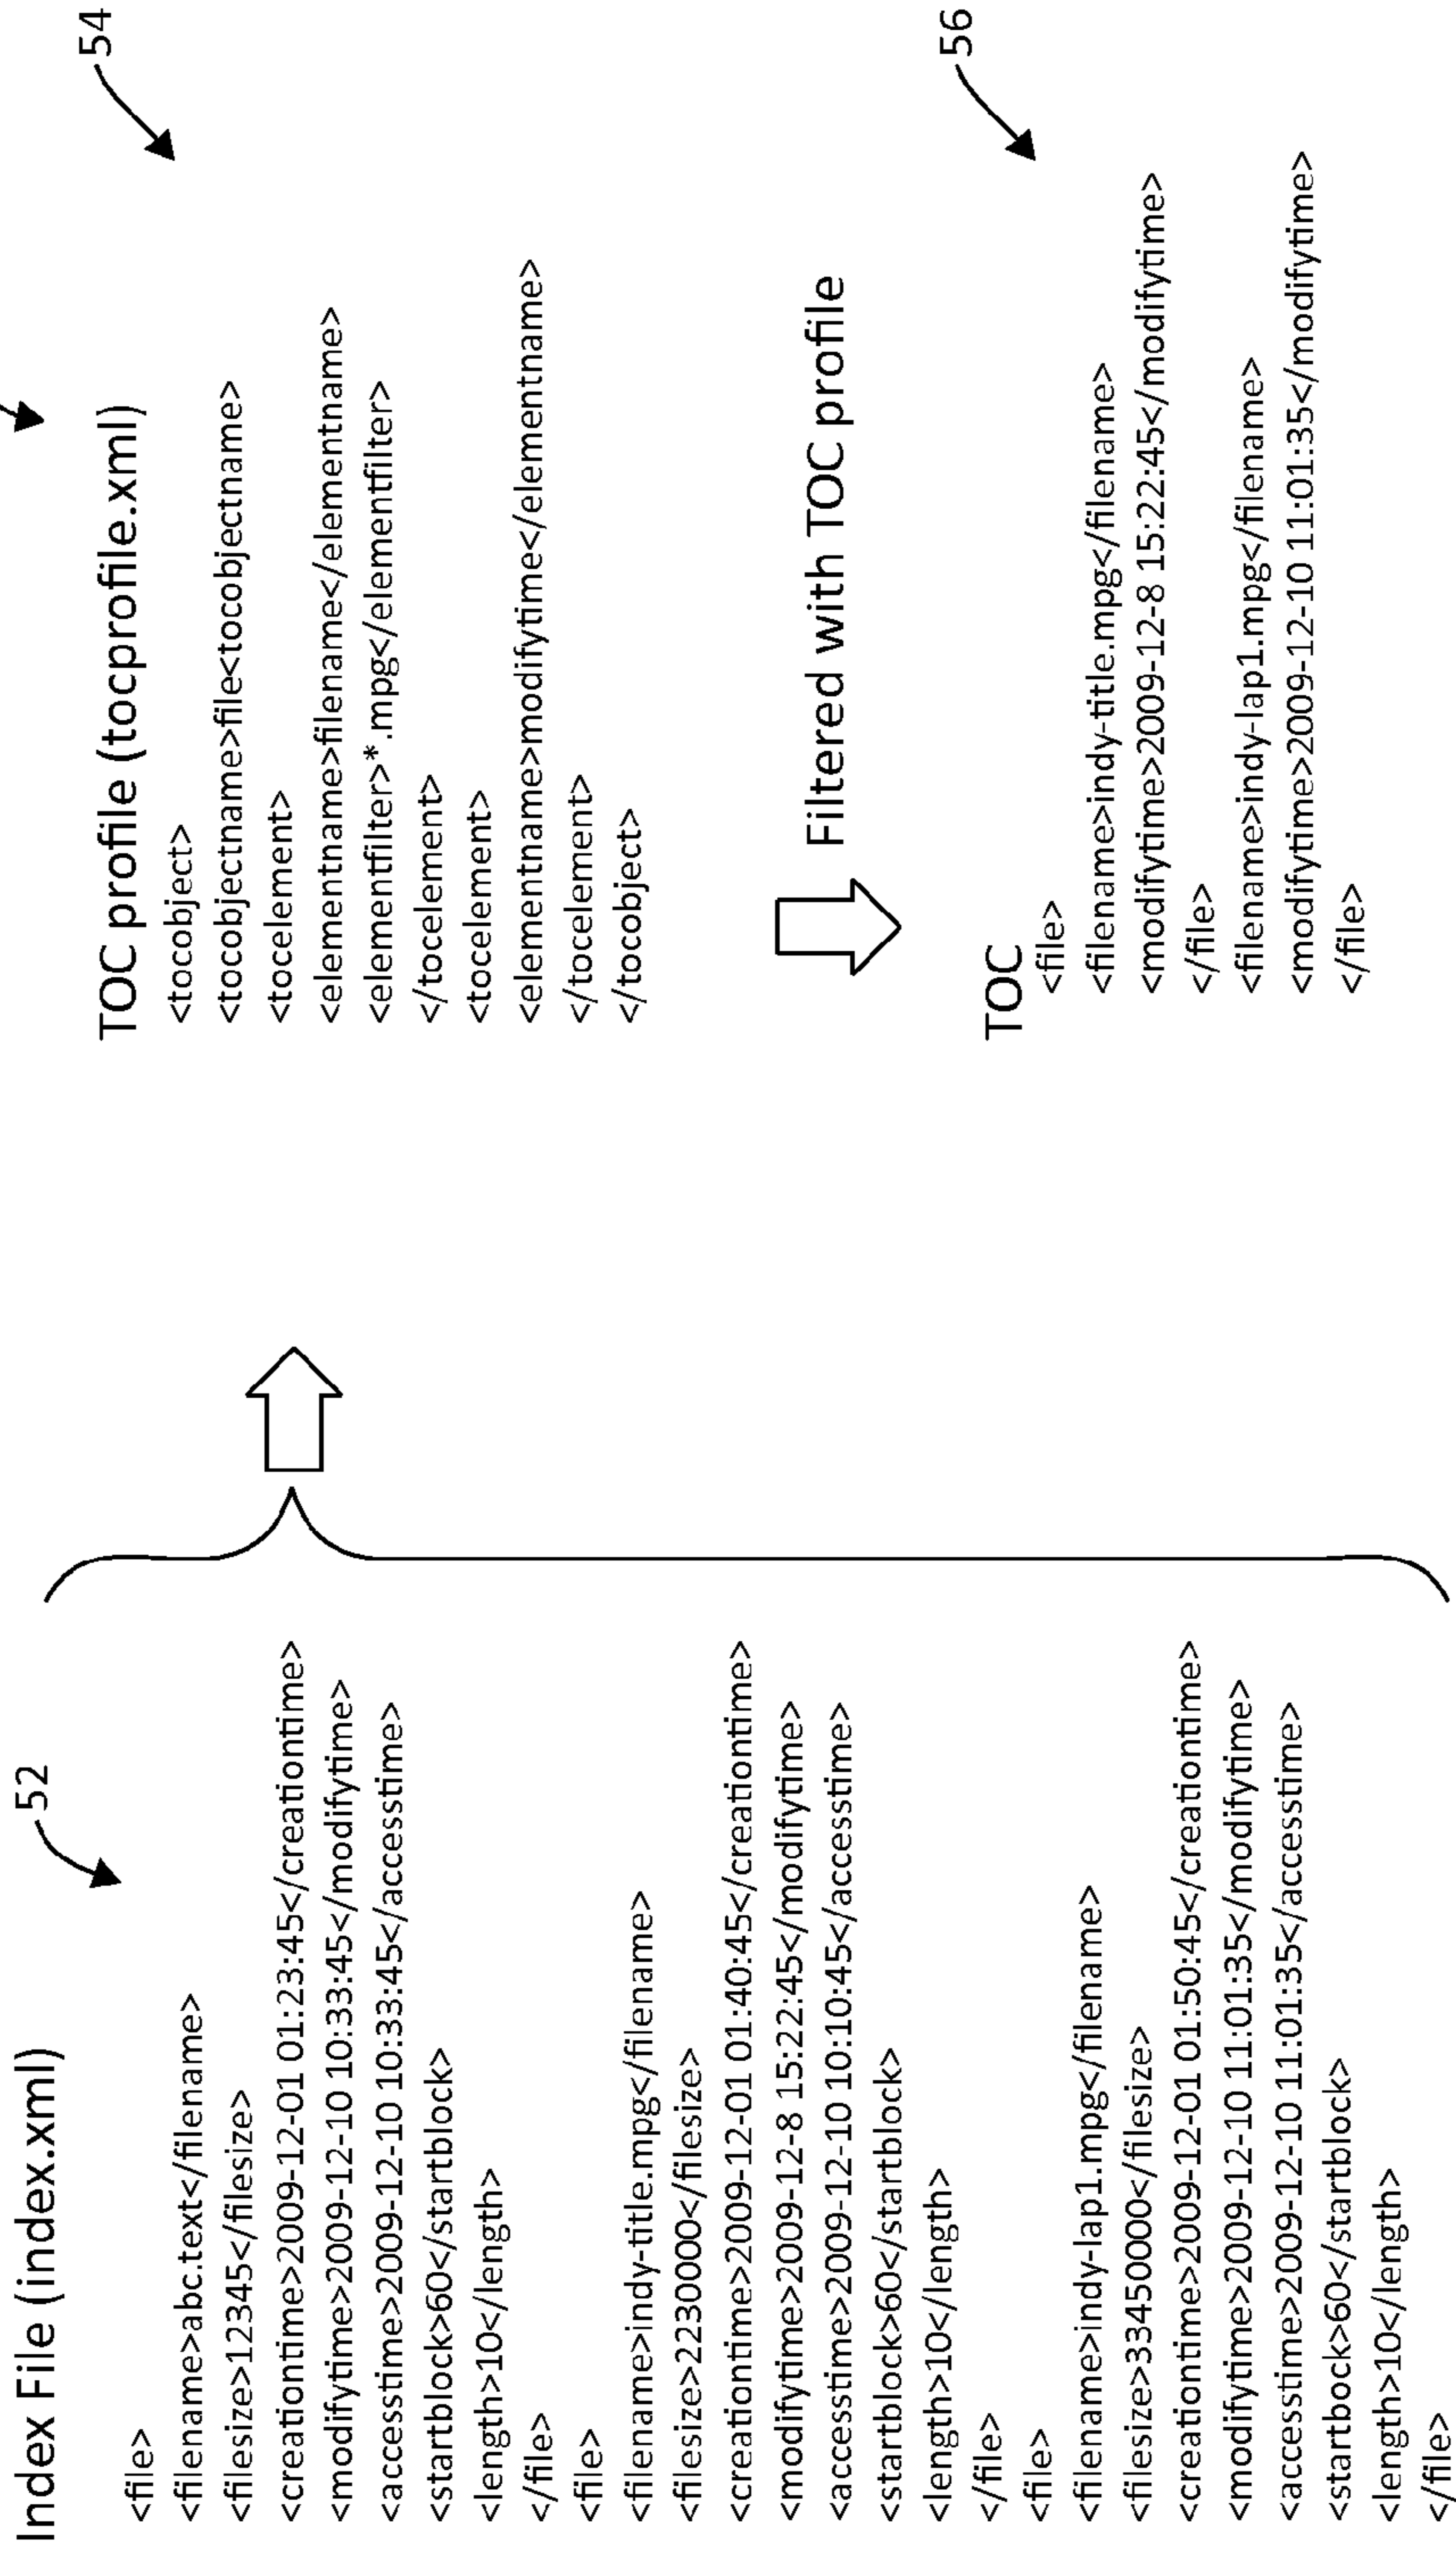 Index File (index.xml)
52
<file>
<filename>abc.text</filename>
<filesize>12345</filesize>
<creationtime>2009-12-01 01:23:45</creationtime>
<modifytime>2009-12-10 10:33:45</modifytime>
<accesstime>2009-12-10 10:33:45</accesstime>
<startblock>60</startblock>
<length>10</length>
</file>
<file>
<filename>indy-title.mpg</filename>
<filesize>2230000</filesize>
<creationtime>2009-12-01 01:40:45</creationtime>
<modifytime>2009-12-8 15:22:45</modifytime>
<accesstime>2009-12-10 10:10:45</accesstime>
<startblock>60</startblock>
<length>10</length>
</file>
<file>
<filename>indy-lap1.mpg</filename>
<filesize>33450000</filesize>
<creationtime>2009-12-01 01:50:45</creationtime>
<modifytime>2009-12-10 11:01:35</modifytime>
<accesstime>2009-12-10 11:01:35</accesstime>
<startbock>60</startblock>
<length>10</length>
</file>
TOC profile (tocprofile.xml)
54
<tocobject>
<tocobjectname>file<tocobjectname>
<tocelement>
<elementname>filename</elementname>
<elementfilter>*.mpg</elementfilter>
</tocelement>
<tocelement>
<elementname>modifytime</elementname>
</tocelement>
</tocobject>
Filtered with TOC profile
TOC
56
<file>
<filename>indy-title.mpg</filename>
<modifytime>2009-12-8 15:22:45</modifytime>
</file>
<filename>indy-lap1.mpg</filename>
<modifytime>2009-12-10 11:01:35</modifytime>
</file>